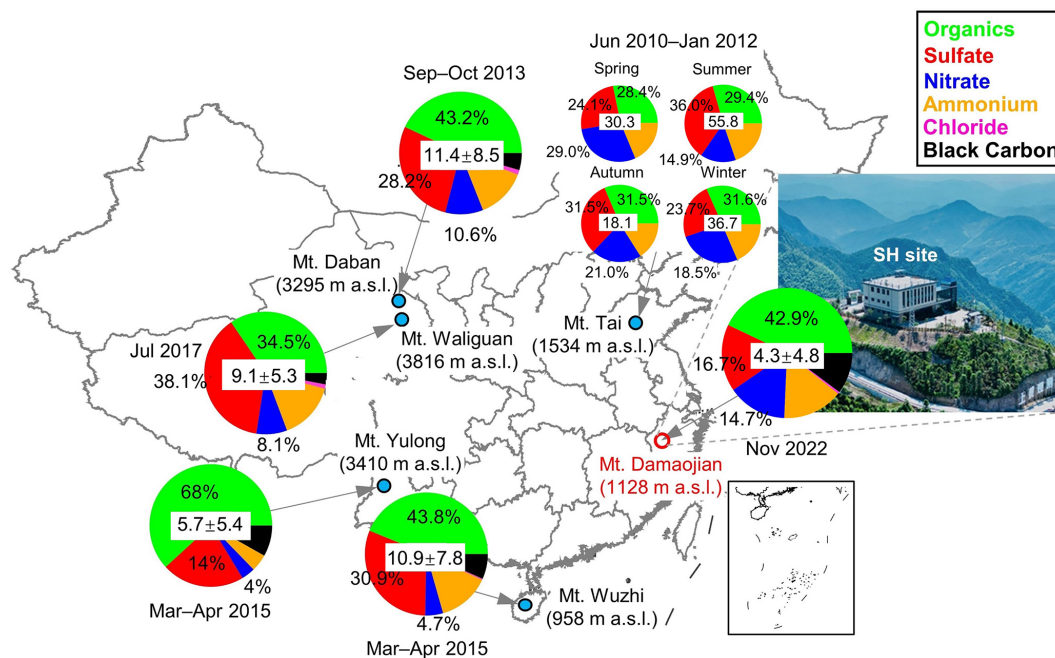 Jun 2010–Jan 2012
Organics
Sulfate
Nitrate
Ammonium
Chloride
Black Carbon
Sep–Oct 2013
43.2%
11.4±8.5
28.2%
10.6%
Spring
28.4%
24.1%
30.3
29.0%
Summer
29.4%
36.0%
55.8
14.9%
Autumn
31.5%
31.5%
18.1
21.0%
Winter
31.6%
23.7%
36.7
18.5%
SH site
Mt. Daban
(3295 m a.s.l.)
Mt. Waliguan
(3816 m a.s.l.)
Mt. Tai
(1534 m a.s.l.)
Jul 2017
34.5%
38.1%
9.1±5.3
8.1%
42.9%
4.3±4.8
16.7%
14.7%
Nov 2022
Mt. Yulong
(3410 m a.s.l.)
Mt. Damaojian
(1128 m a.s.l.)
68%
5.7±5.4
14%
4%
Mar–Apr 2015
43.8%
10.9±7.8
30.9%
4.7%
Mar–Apr 2015
Mt. Wuzhi
(958 m a.s.l.)